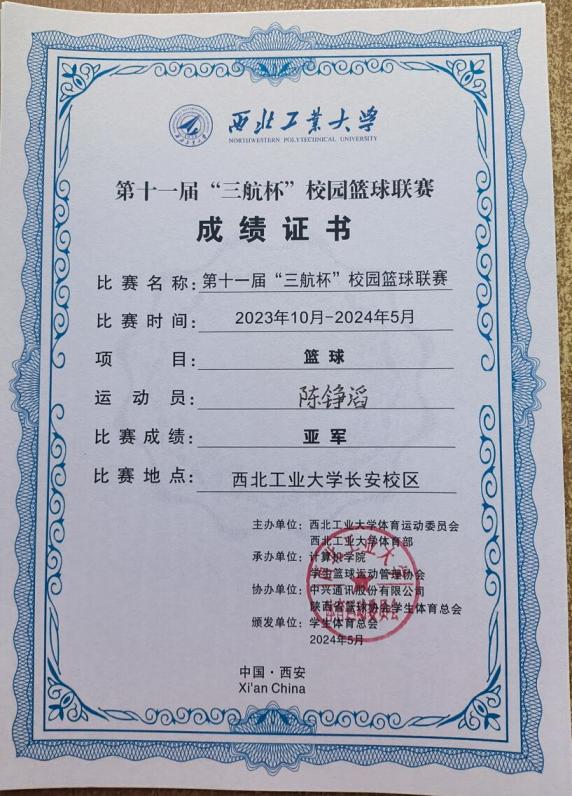 西北工业大学
NORTHWESTERN POLYTECHNICAL UNIVERSITY
第十一届“三航杯”校园篮球联赛
成绩证书
比赛名称：第十一届“三航杯”校园篮球联赛
比赛时间：2023年10月-2024年5月
项目：篮球
运动员：陈铮滔
比赛成绩：亚军
比赛地点：西北工业大学长安校区
主办单位：西北工业大学体育运动委员会
西北工业大学体育部
承办单位：计算机学院
学生篮球运动管理协会
协办单位：中兴通讯股份有限公司
陕西省篮球协会学生体育总会
颁发单位：学生体育总会
2024年5月
中国·西安
Xi'an China